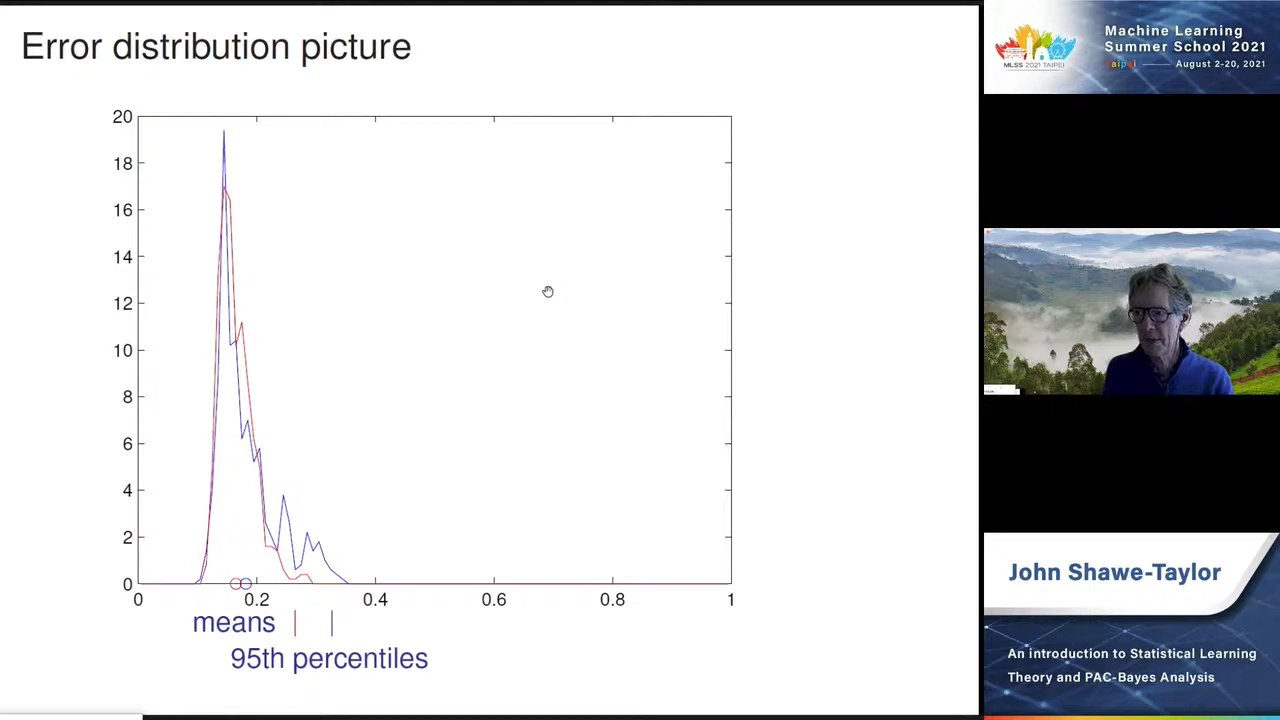 Error distribution picture
20
18
16
14
12
10
8
6
4
2
0
0 0.2 0.4 0.6 0.8 1
means
95th percentiles
MLSS 2021 TAIPEI
Machine Learning
Summer School 2021
Taipei August 2-20, 2021
John Shawe-Taylor
An introduction to Statistical Learning
Theory and PAC-Bayes Analysis